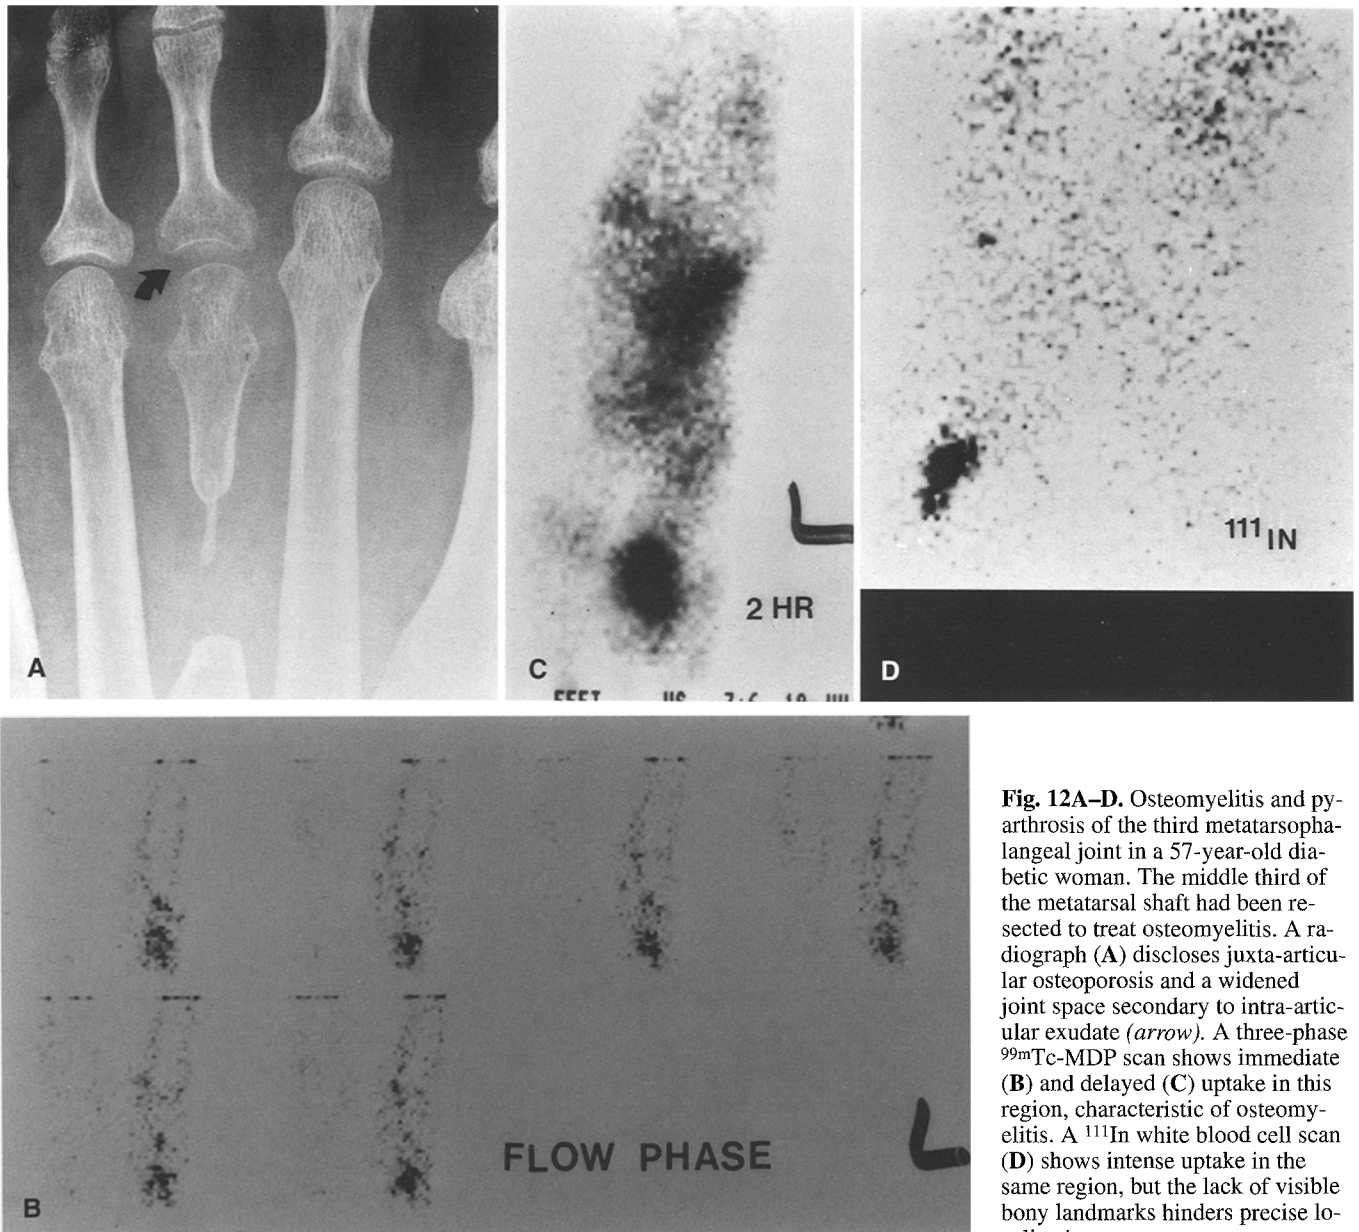 A
C
2 HR
D
111 IN
B
FLOW PHASE
Fig. 12A–D. Osteomyelitis and py-
arthrosis of the third metatarsopha-
langeal joint in a 57-year-old dia-
betic woman. The middle third of
the metatarsal shaft had been re-
sected to treat osteomyelitis. A ra-
diograph (A) discloses juxta-articu-
lar osteoporosis and a widened
joint space secondary to intra-artic-
ular exudate (arrow). A three-phase
99mTc-MDP scan shows immediate
(B) and delayed (C) uptake in this
region, characteristic of osteomy-
elitis. A 111In white blood cell scan
(D) shows intense uptake in the
same region, but the lack of visible
bony landmarks hinders precise lo-